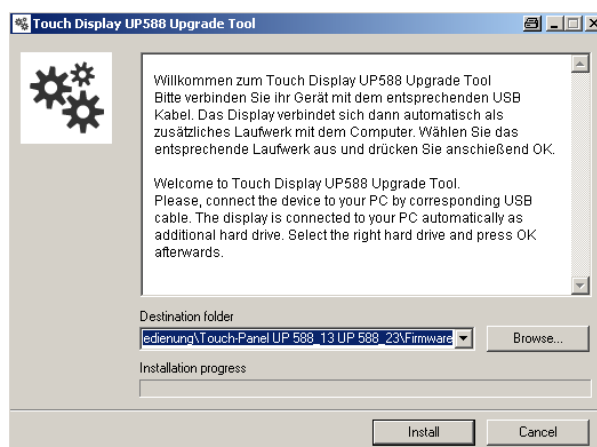 Touch Display UP588 Upgrade Tool
Willkommen zum Touch Display UP588 Upgrade Tool
Bitte verbinden Sie ihr Gerät mit dem entsprechenden USB
Kabel. Das Display verbindet sich dann automatisch als
zusätzliches Laufwerk mit dem Computer. Wählen Sie das
entsprechende Laufwerk aus und drücken Sie anschießend OK.
Welcome to Touch Display UP588 Upgrade Tool.
Please, connect the device to your PC by corresponding USB
cable. The display is connected to your PC automatically as
additional hard drive. Select the right hard drive and press OK
afterwards.
Destination folder
edienung\Touch-Panel UP 588_13 UP 588_23\Firmware
Browse...
Installation progress
Install
Cancel